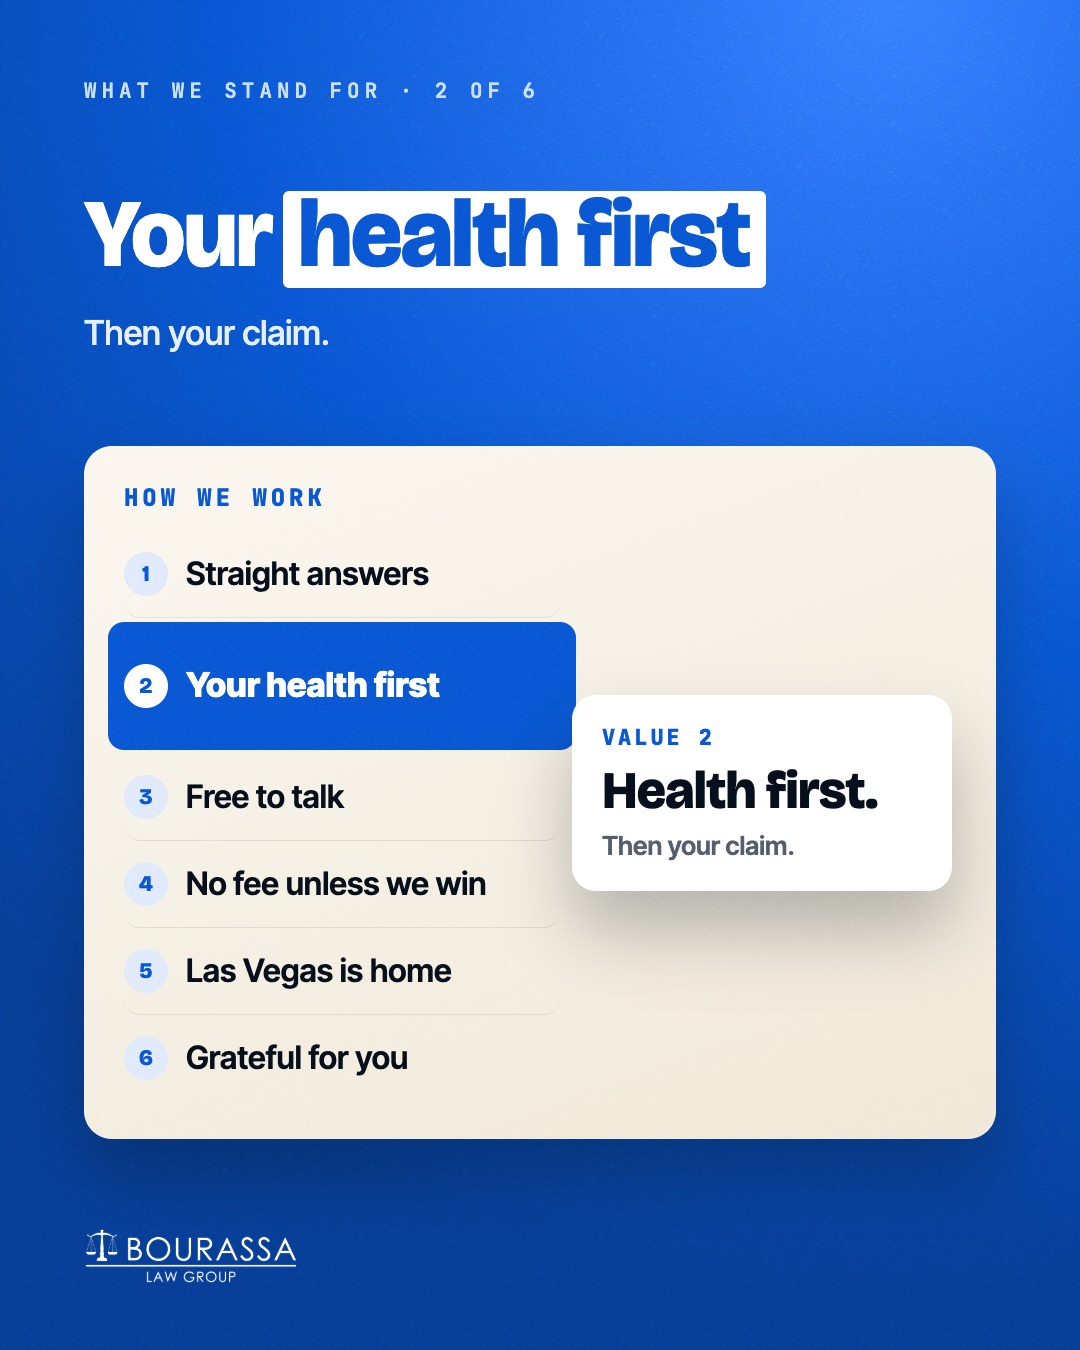 WHAT WE STAND FOR · 2 OF 6
Your health first
Then your claim.
HOW WE WORK
1 Straight answers
2 Your health first
3 Free to talk
4 No fee unless we win
5 Las Vegas is home
6 Grateful for you
VALUE 2
Health first.
Then your claim.
BOURASSA
LAW GROUP